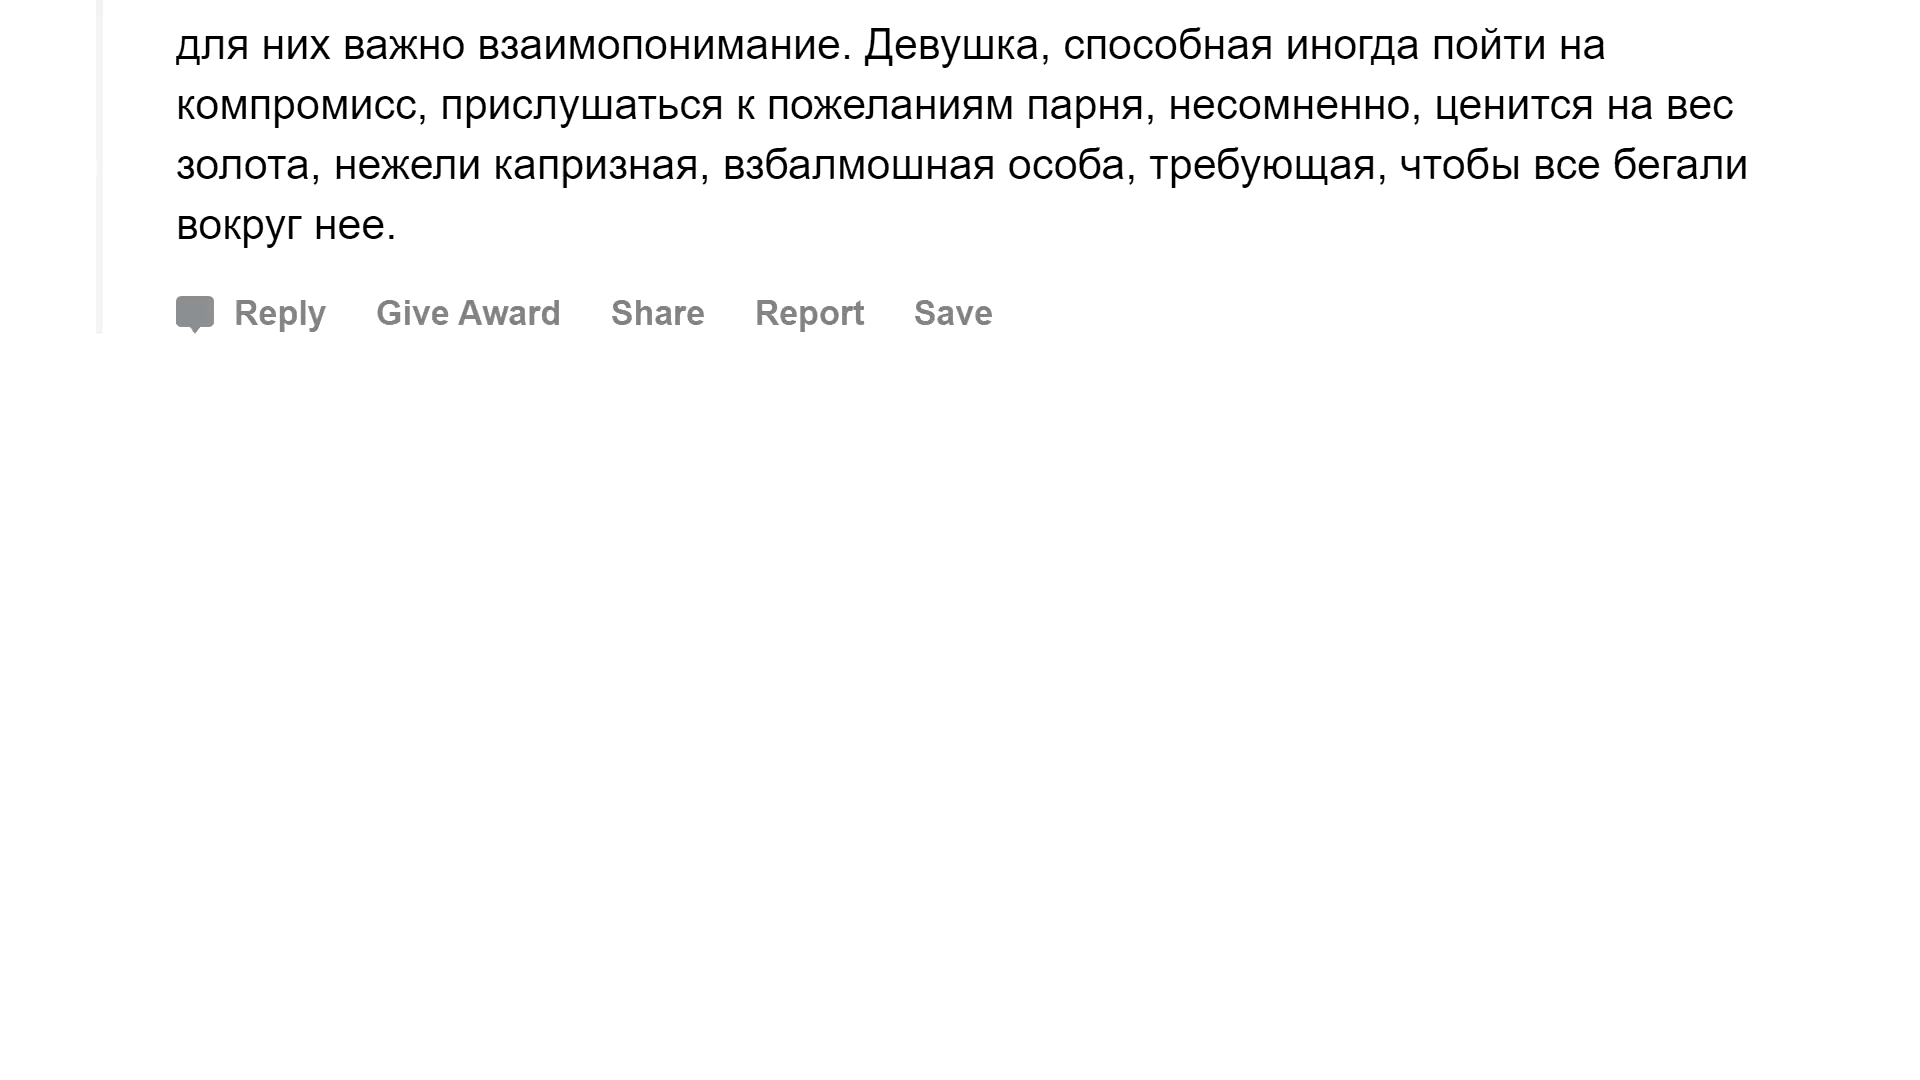 для них важно взаимопонимание. Девушка, способная иногда пойти на
компромисс, прислушаться к пожеланиям парня, несомненно, ценится на вес
золота, нежели капризная, взбалмошная особа, требующая, чтобы все бегали
вокруг нее.
Reply Give Award Share Report Save